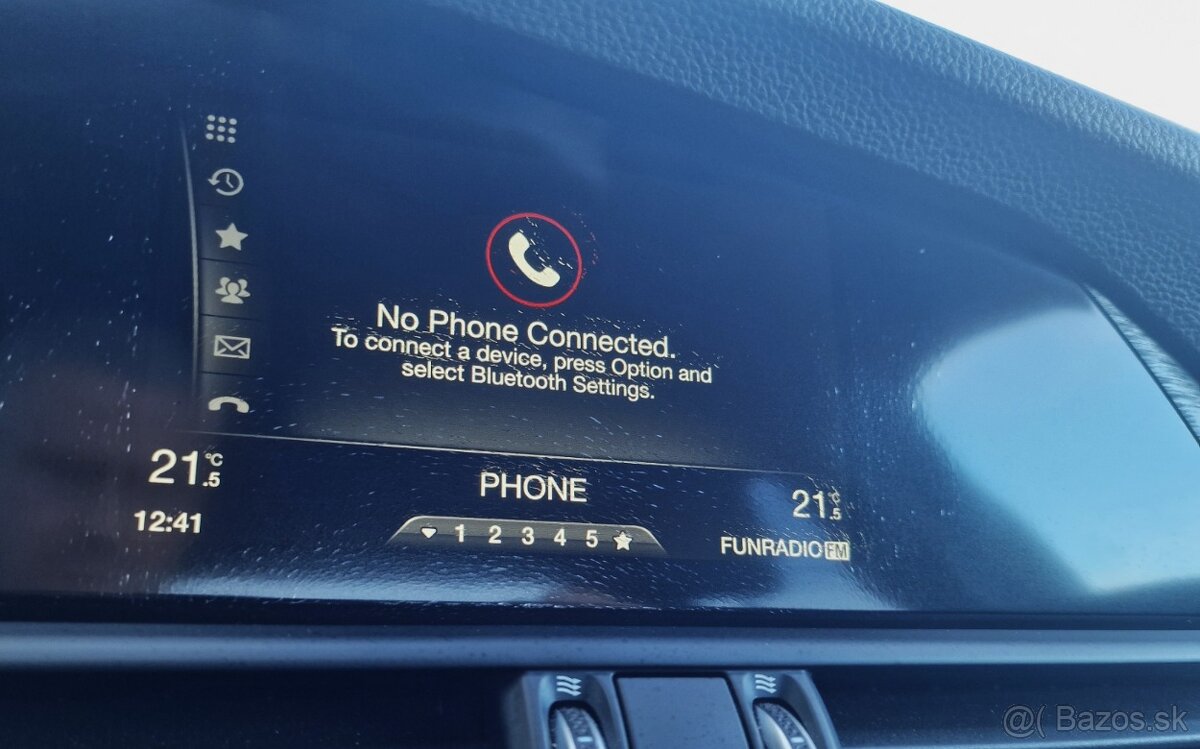 No Phone Connected.
To connect a device, press Option and
select Bluetooth Settings.
21.5°C
PHONE
21.5°C
12:41
1 2 3 4 5
FUNRADIO FM
@( Bazos.sk